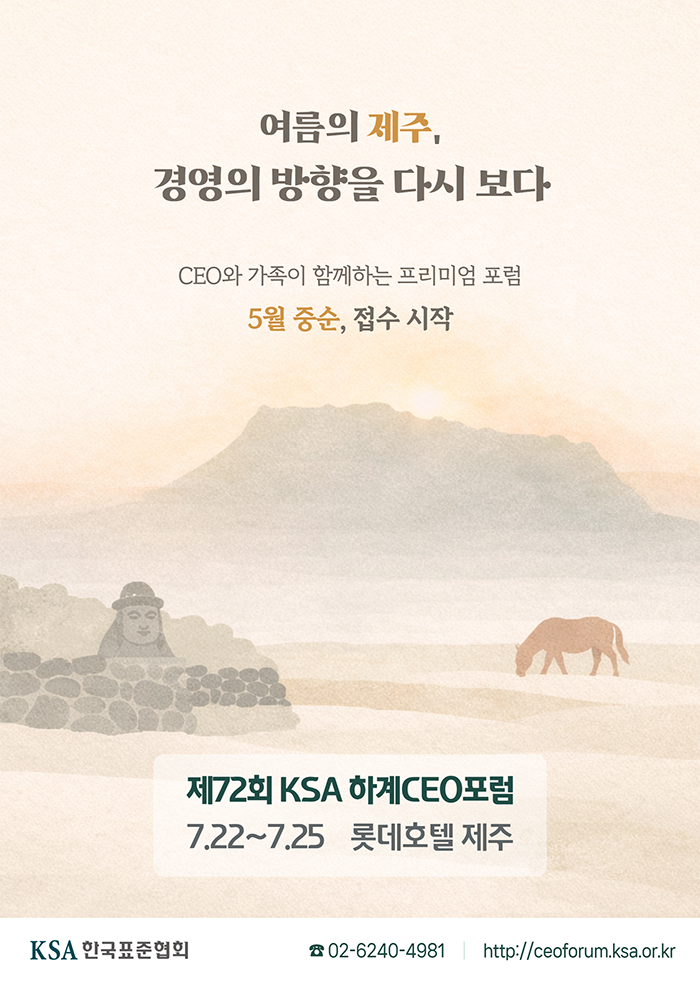 여름의 제주,
경영의 방향을 다시 보다
CEO와 가족이 함께하는 프리미엄 포럼
5월 중순, 접수 시작
제72회 KSA 하계CEO포럼
7.22~7.25 롯데호텔 제주
KSA 한국표준협회 ☎ 02-6240-4981 | http://ceoforum.ksa.or.kr